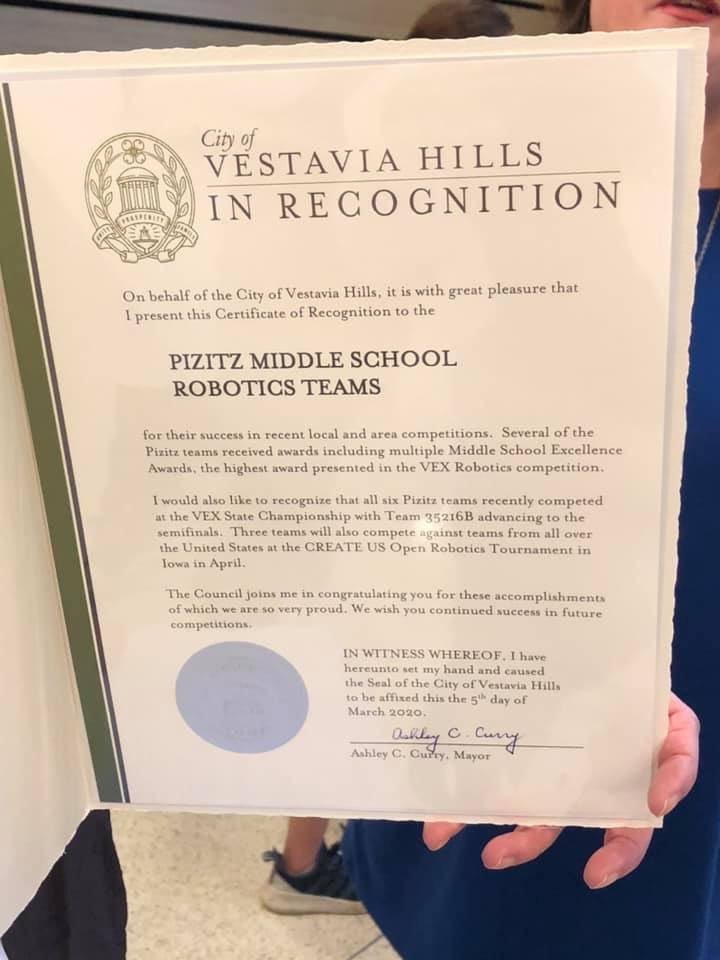 City of
VESTAVIA HILLS
IN RECOGNITION
UNITY PROSPERITY FAMILY
On behalf of the City of Vestavia Hills, it is with great pleasure that
I present this Certificate of Recognition to the
PIZITZ MIDDLE SCHOOL
ROBOTICS TEAMS
for their success in recent local and area competitions. Several of the
Pizitz teams received awards including multiple Middle School Excellence
Awards, the highest award presented in the VEX Robotics competition.
I would also like to recognize that all six Pizitz teams recently competed
at the VEX State Championship with Team 35216B advancing to the
semifinals. Three teams will also compete against teams from all over
the United States at the CREATE US Open Robotics Tournament in
Iowa in April.
The Council joins me in congratulating you for these accomplishments
of which we are so very proud. We wish you continued success in future
competitions.
IN WITNESS WHEREOF, I have
hereunto set my hand and caused
the Seal of the City of Vestavia Hills
to be affixed this the 5th day of
March 2020.
Ashley C. Curry
Ashley C. Curry, Mayor